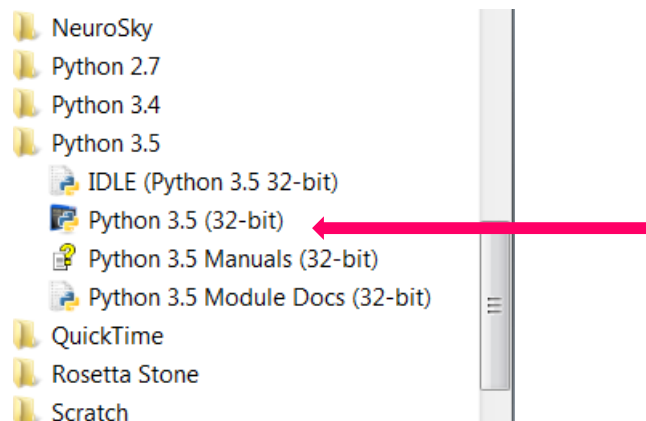 NeuroSky
Python 2.7
Python 3.4
Python 3.5
IDLE (Python 3.5 32-bit)
Python 3.5 (32-bit)
Python 3.5 Manuals (32-bit)
Python 3.5 Module Docs (32-bit)
QuickTime
Rosetta Stone
Scratch